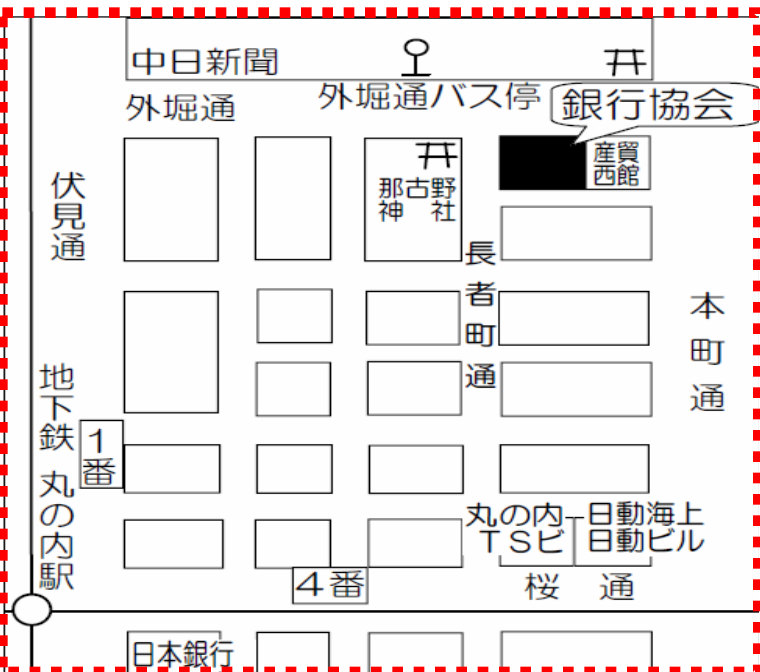 中日新聞
外堀通
外堀通バス停
銀行協会
産貿
西館
那古野
神 社
伏見通
長者町通
本町通
地下鉄 丸の内駅
1番
丸の内
TSビ
日動海上
日動ビル
4番
桜 通
日本銀行